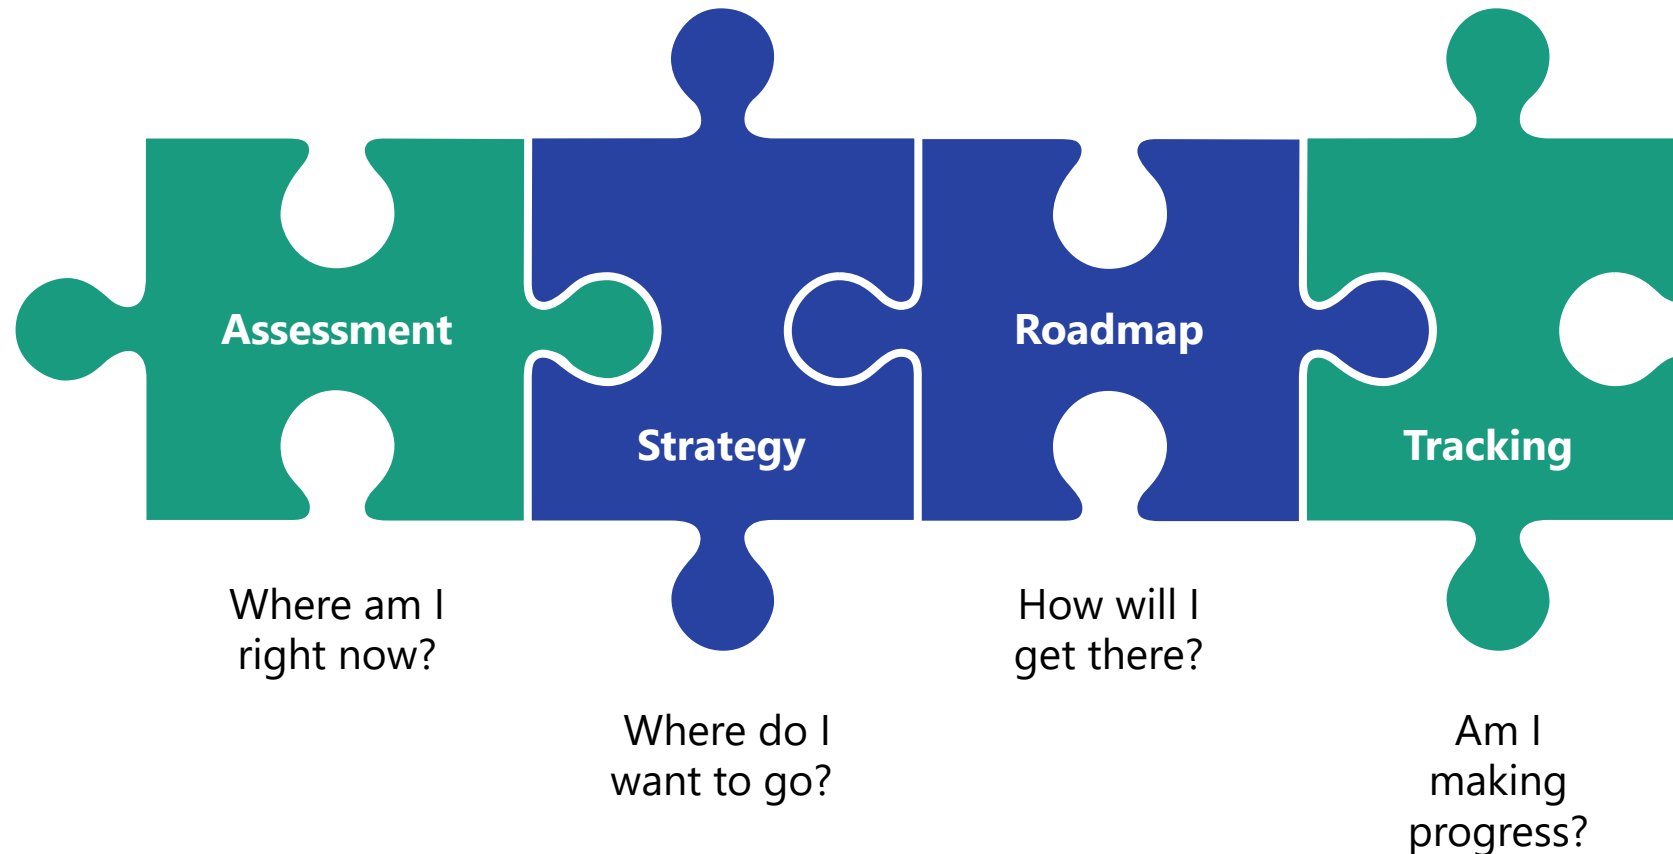 Assessment
Strategy
Roadmap
Tracking
Where am I
right now?
Where do I
want to go?
How will I
get there?
Am I
making
progress?